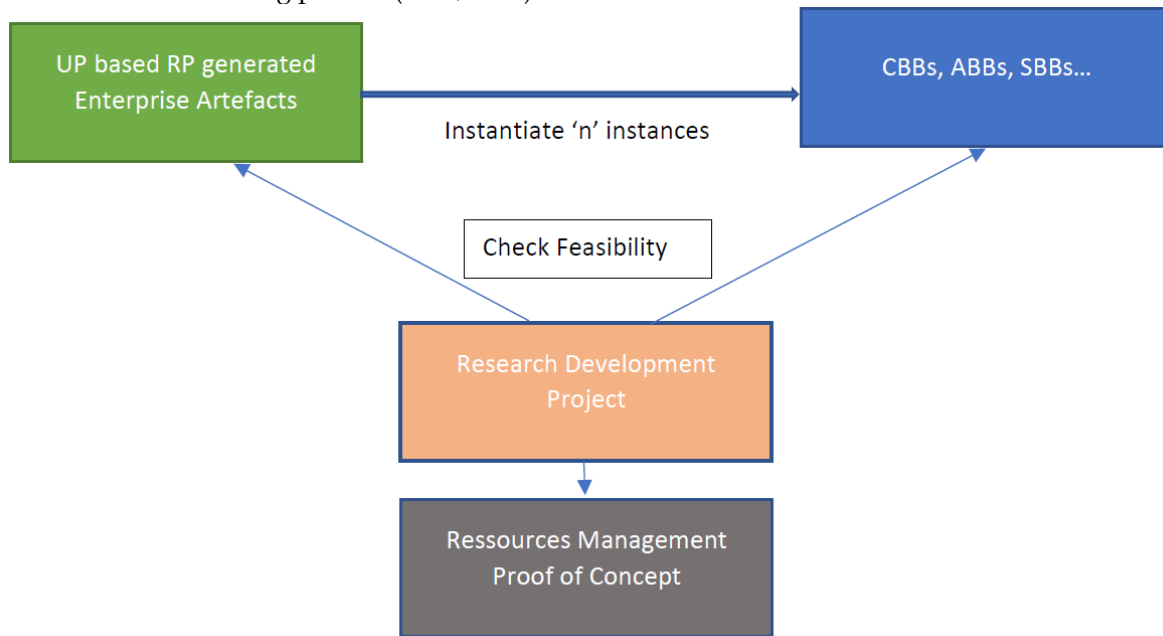 UP based RP generated
Enterprise Artefacts
CBBs, ABBs, SBBs...
Instantiate ‘n’ instances
Check Feasibility
Research Development
Project
Ressources Management
Proof of Concept